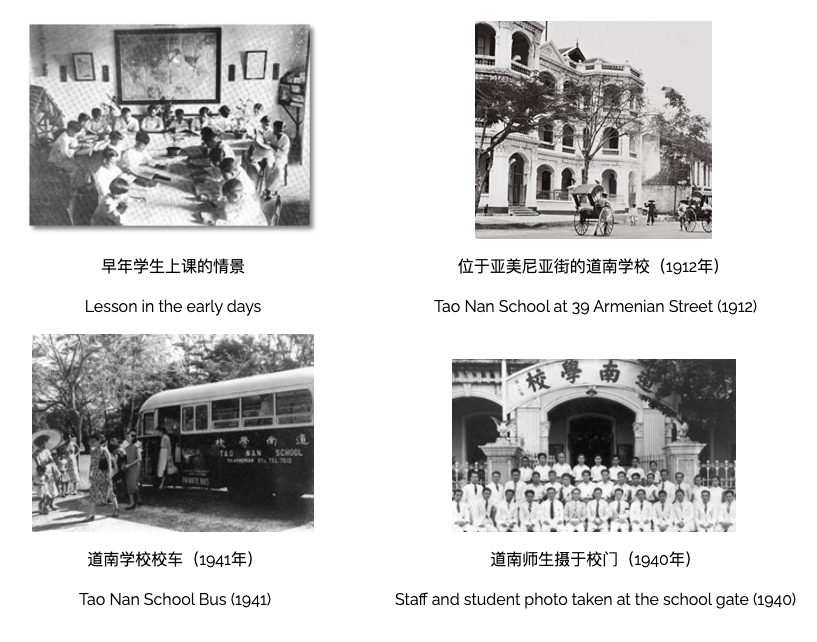 早年学生上课的情景
Lesson in the early days
位于亚美尼亚街的道南学校（1912年）
Tao Nan School at 39 Armenian Street (1912)
道南學校
TAO NAN SCHOOL
PRIVATE BUS
道南学校校车（1941年）
Tao Nan School Bus (1941)
道南學校
道南师生摄于校门（1940年）
Staff and student photo taken at the school gate (1940)